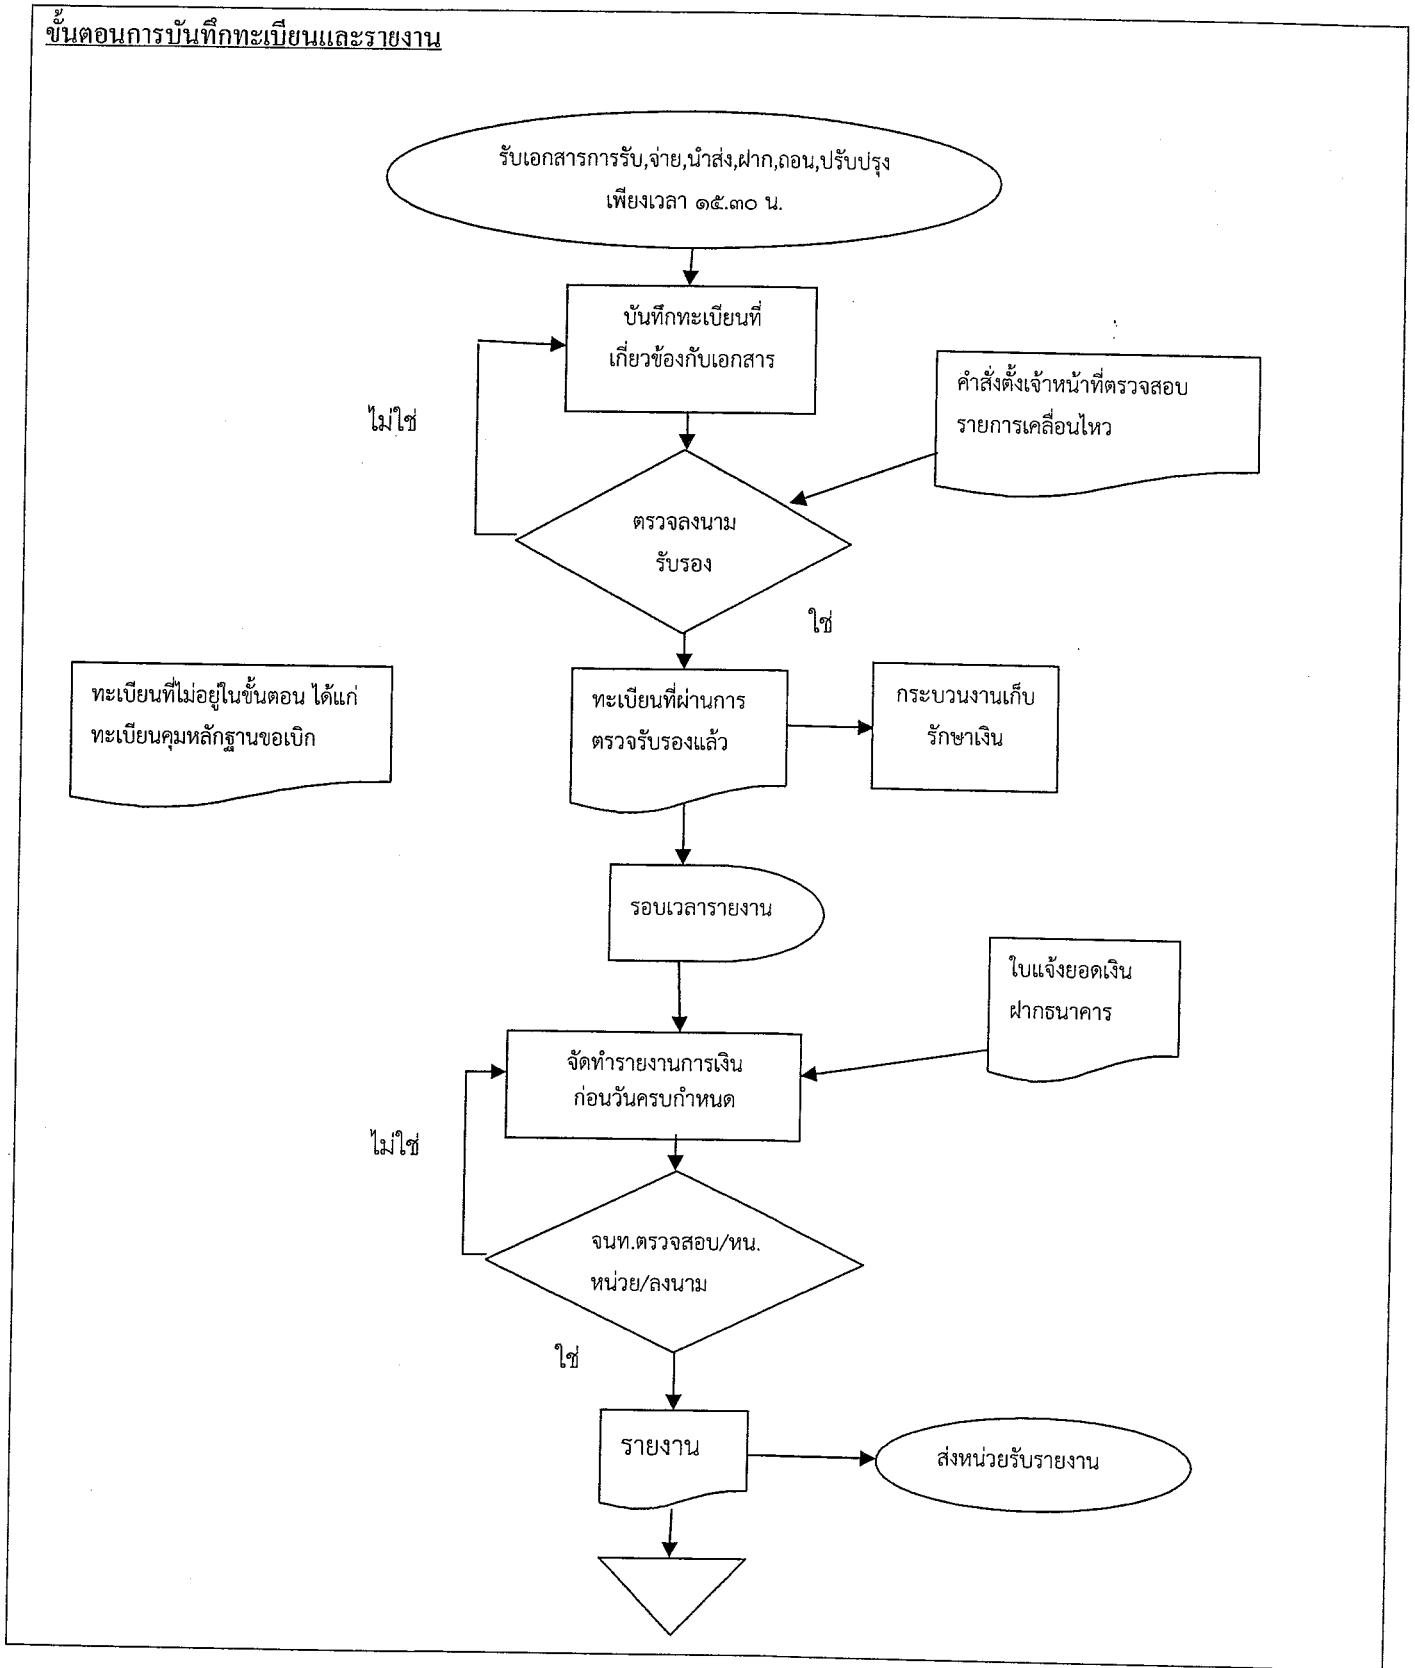 ขั้นตอนการบันทึกทะเบียนและรายงาน
รับเอกสารการรับ,จ่าย,นำส่ง,ฝาก,ถอน,ปรับปรุง
เพียงเวลา ๑๕.๓๐ น.
บันทึกทะเบียนที่
เกี่ยวข้องกับเอกสาร
คำสั่งตั้งเจ้าหน้าที่ตรวจสอบ
รายการเคลื่อนไหว
ไม่ใช่
ตรวจลงนาม
รับรอง
ใช่
ทะเบียนที่ไม่อยู่ในขั้นตอน ได้แก่
ทะเบียนคุมหลักฐานขอเบิก
ทะเบียนที่ผ่านการ
ตรวจรับรองแล้ว
กระบวนงานเก็บ
รักษาเงิน
รอบเวลารายงาน
ใบแจ้งยอดเงิน
ฝากธนาคาร
จัดทำรายงานการเงิน
ก่อนวันครบกำหนด
ไม่ใช่
จนท.ตรวจสอบ/หน.
หน่วย/ลงนาม
ใช่
รายงาน
ส่งหน่วยรับรายงาน